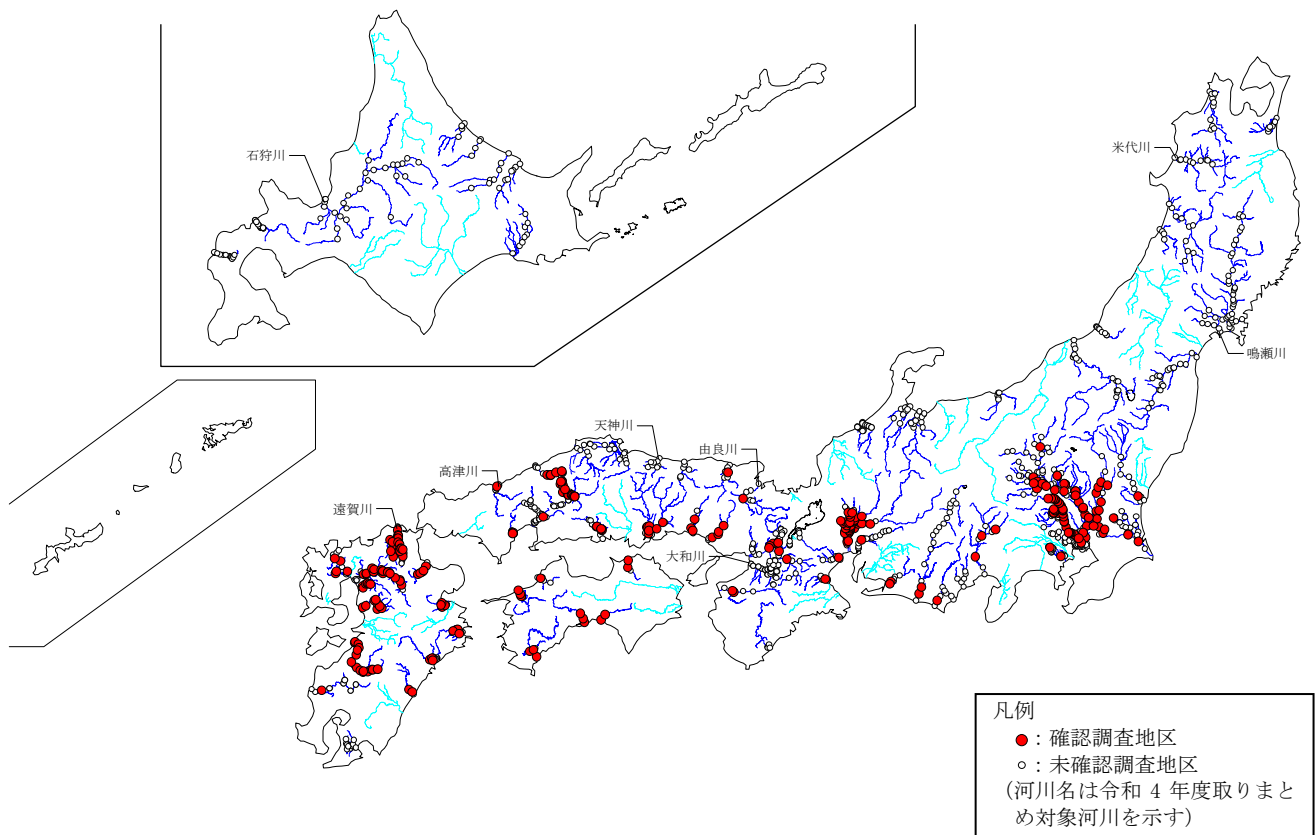 石狩川
米代川
鳴瀬川
天神川
由良川
高津川
遠賀川
大和川
凡例
：確認調査地区
：未確認調査地区
（河川名は令和 4 年度取りまと
め対象河川を示す）